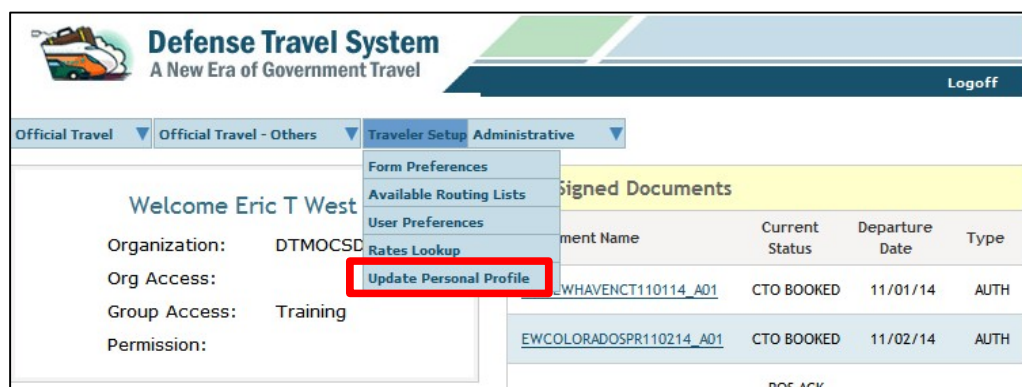 Defense Travel System
A New Era of Government Travel
Logoff
Official Travel Official Travel - Others Traveler Setup Administrative
Form Preferences
Available Routing Lists
User Preferences
Rates Lookup
Update Personal Profile
Welcome Eric T West
Organization: DTMOCSD
Org Access:
Group Access: Training
Permission:
Signed Documents
ment Name Current Status Departure Date Type
EWHAVENCT110114_A01 CTO BOOKED 11/01/14 AUTH
EWCOLORADOSPR110214_A01 CTO BOOKED 11/02/14 AUTH